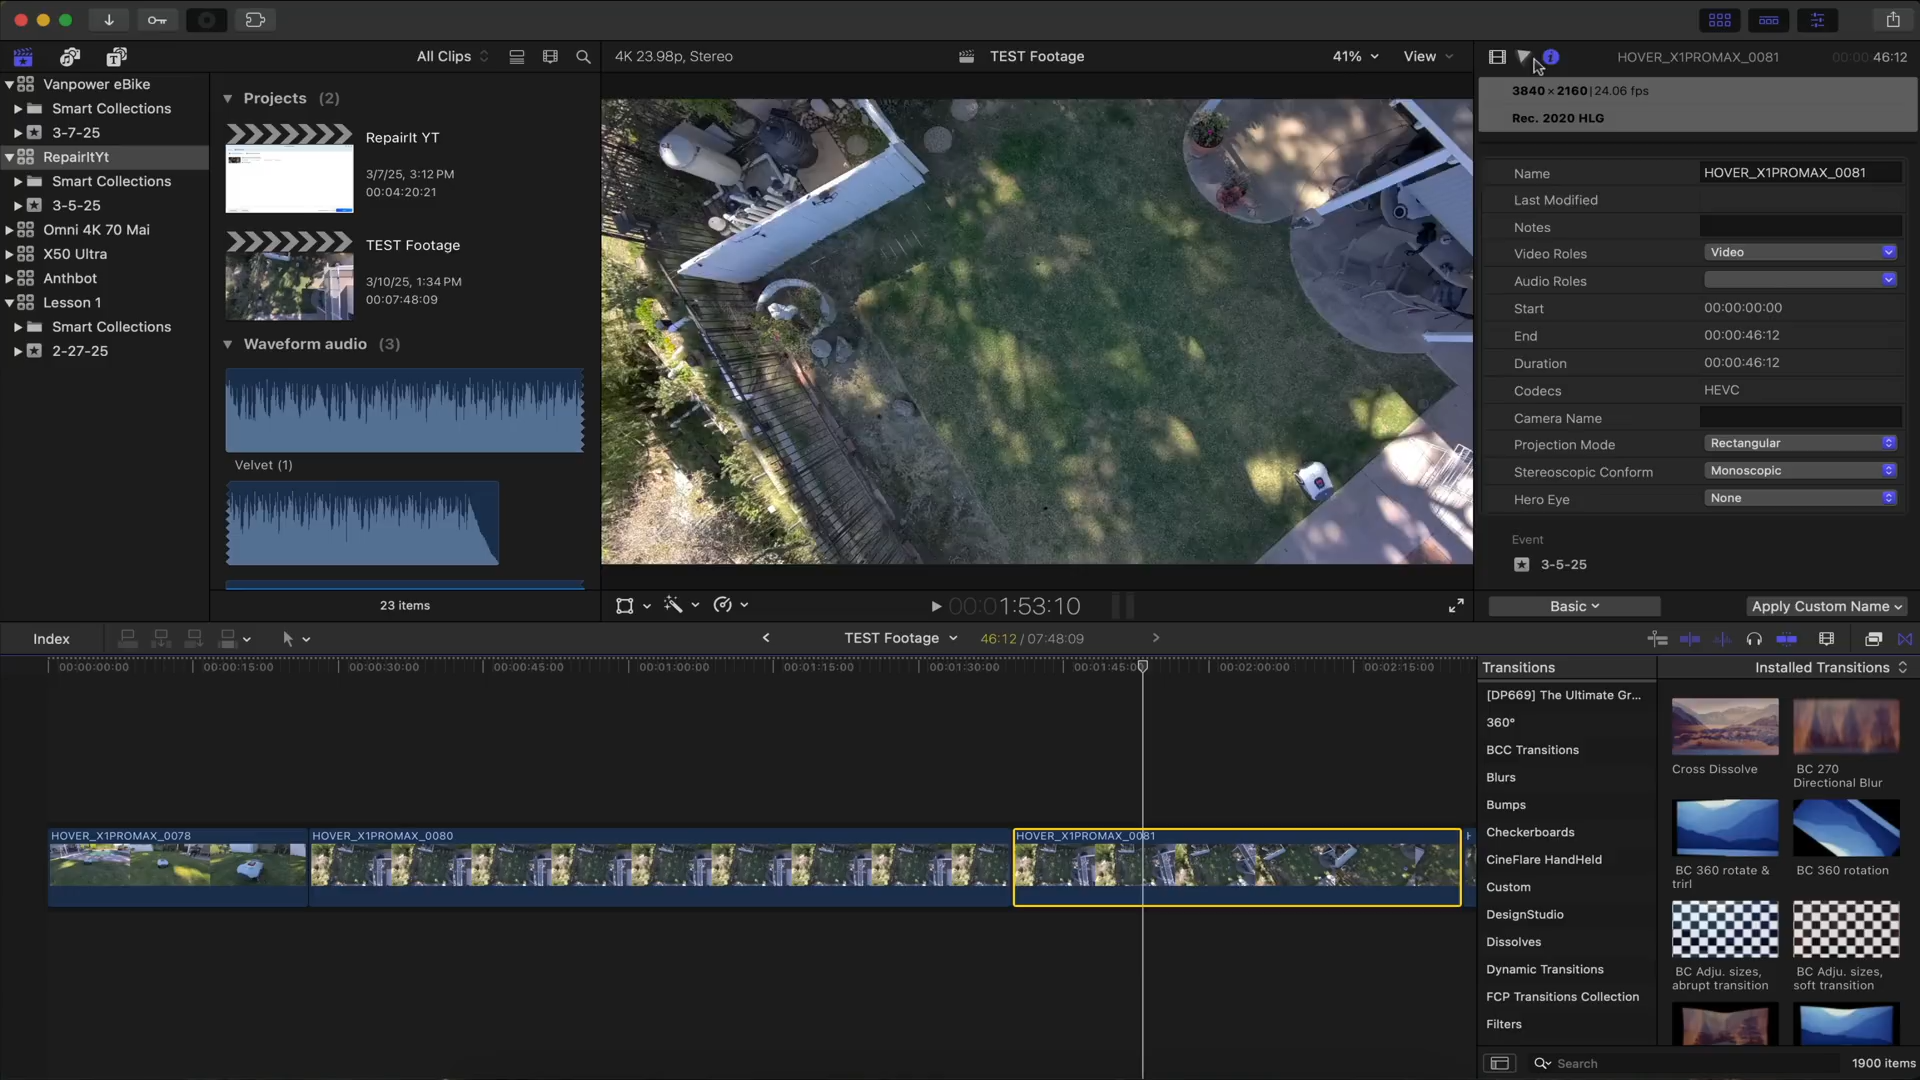 All Clips
4K 23.98p, Stereo
TEST Footage
41%
View
HOVER_X1PROMAX_0081
00:00:46:12
Vanpower eBike
Smart Collections
3-7-25
RepairItYt
Smart Collections
3-5-25
Omni 4K 70 Mai
X50 Ultra
Anthbot
Lesson 1
Smart Collections
2-27-25
Projects (2)
RepairIt YT
3/7/25, 3:12 PM
00:04:20:21
TEST Footage
3/10/25, 1:34 PM
00:07:48:09
Waveform audio (3)
Velvet (1)
23 items
00:01:53:10
3840 × 2160 | 24.06 fps
Rec. 2020 HLG
Name HOVER_X1PROMAX_0081
Last Modified
Notes
Video Roles Video
Audio Roles
Start 00:00:00:00
End 00:00:46:12
Duration 00:00:46:12
Codecs HEVC
Camera Name
Projection Mode Rectangular
Stereoscopic Conform Monoscopic
Hero Eye None
Event
3-5-25
Basic
Apply Custom Name
Index
TEST Footage
46:12 / 07:48:09
00:00:00:00
00:00:15:00
00:00:30:00
00:00:45:00
00:01:00:00
00:01:15:00
00:01:30:00
00:01:45:00
00:02:00:00
00:02:15:00
HOVER_X1PROMAX_0078
HOVER_X1PROMAX_0080
HOVER_X1PROMAX_0081
H
Transitions
Installed Transitions
[DP669] The Ultimate Gr...
360°
BCC Transitions
Blurs
Bumps
Checkerboards
CineFlare HandHeld
Custom
DesignStudio
Dissolves
Dynamic Transitions
FCP Transitions Collection
Filters
Cross Dissolve
BC 270
Directional Blur
BC 360 rotate &
trirl
BC 360 rotation
BC Adju. sizes,
abrupt transition
BC Adju. sizes,
soft transition
Search
1900 items